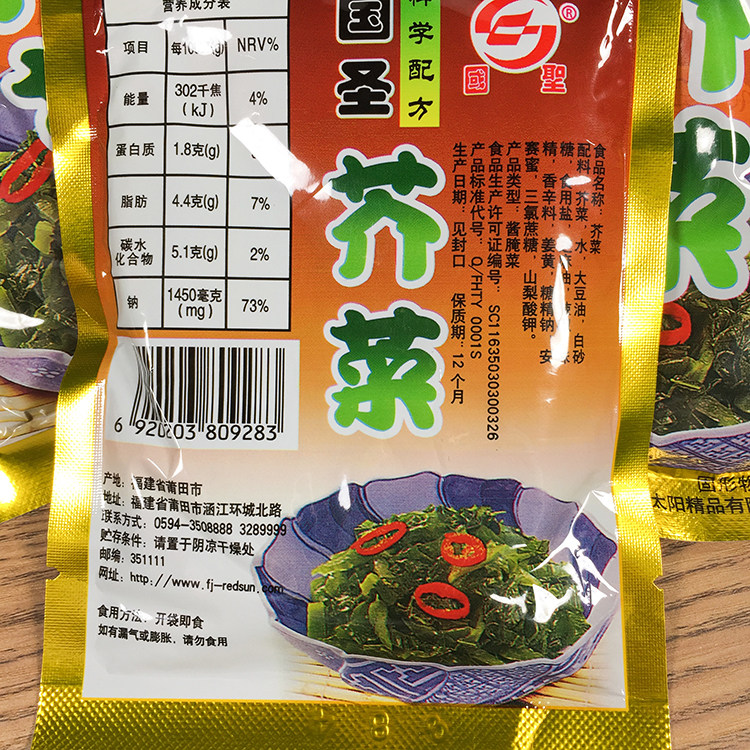 营养成分表
项目 NRV%
能量 302千焦(kJ) 4%
蛋白质 1.8克(g)
脂肪 4.4克(g) 7%
碳水化合物 5.1克(g) 2%
钠 1450毫克(mg) 73%
6 920203 809283
产地:福建省莆田市
地址:福建省莆田市涵江环城北路
联系方式:0594-3508888 3289999
贮存条件:请置于阴凉干燥处
邮编:351111
网址:http://www.fj-redsun.com
食用方法:开袋即食
如有漏气或膨胀,请勿食用
国圣
科学配方
芥菜
國聖
®
食品名称:芥菜
配料:芥菜,水,大豆油,白砂
糖,食用盐,
精,香辛料,姜黄,糖精钠,安
赛蜜,三氯蔗糖,山梨酸钾。
产品类型:酱腌菜
食品生产许可证编号:SC11635030300326
产品标准代号:Q/FHTY 0001S
生产日期:见封口 保质期:12个月
固形物
太阳精品有限